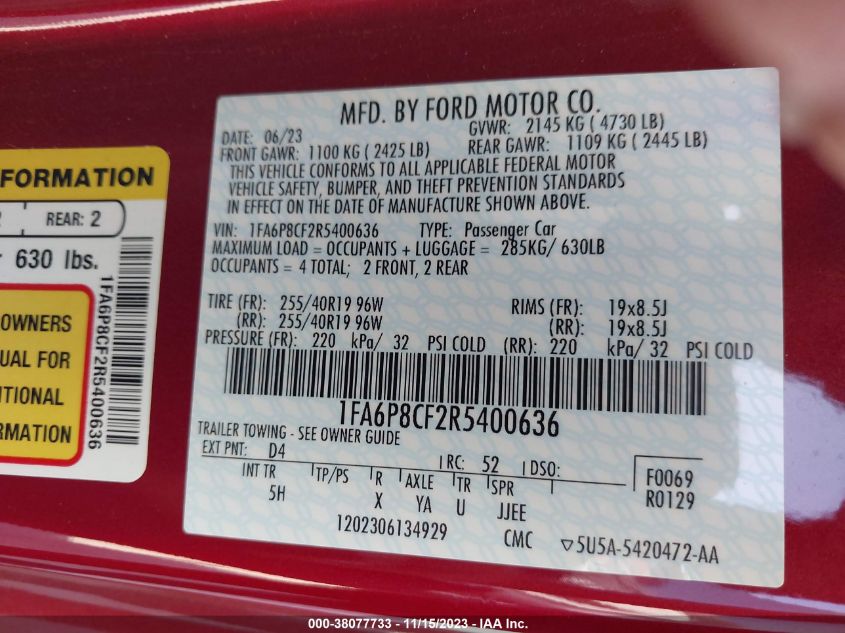 FORMATION
REAR: 2
630 lbs.
OWNERS
UAL FOR
ITIONAL
RMATION
1FA6P8CF2R5400636
MFD. BY FORD MOTOR CO.
DATE: 06/23 GVWR: 2145 KG ( 4730 LB)
FRONT GAWR: 1100 KG ( 2425 LB) REAR GAWR: 1109 KG ( 2445 LB)
THIS VEHICLE CONFORMS TO ALL APPLICABLE FEDERAL MOTOR
VEHICLE SAFETY, BUMPER, AND THEFT PREVENTION STANDARDS
IN EFFECT ON THE DATE OF MANUFACTURE SHOWN ABOVE.
VIN: 1FA6P8CF2R5400636 TYPE: Passenger Car
MAXIMUM LOAD = OCCUPANTS + LUGGAGE = 285KG/ 630LB
OCCUPANTS = 4 TOTAL; 2 FRONT, 2 REAR
TIRE (FR): 255/40R19 96W RIMS (FR): 19x8.5J
(RR): 255/40R19 96W (RR): 19x8.5J
PRESSURE (FR): 220 kPa/ 32 PSI COLD (RR): 220 kPa/ 32 PSI COLD
1FA6P8CF2R5400636
TRAILER TOWING - SEE OWNER GUIDE
EXT PNT: D4 RC: 52 DSO: F0069
INT TR TP/PS R AXLE TR SPR R0129
5H X YA U JJEE
1202306134929 CMC ▽5U5A-5420472-AA
000-38077733 - 11/15/2023 - IAA Inc.